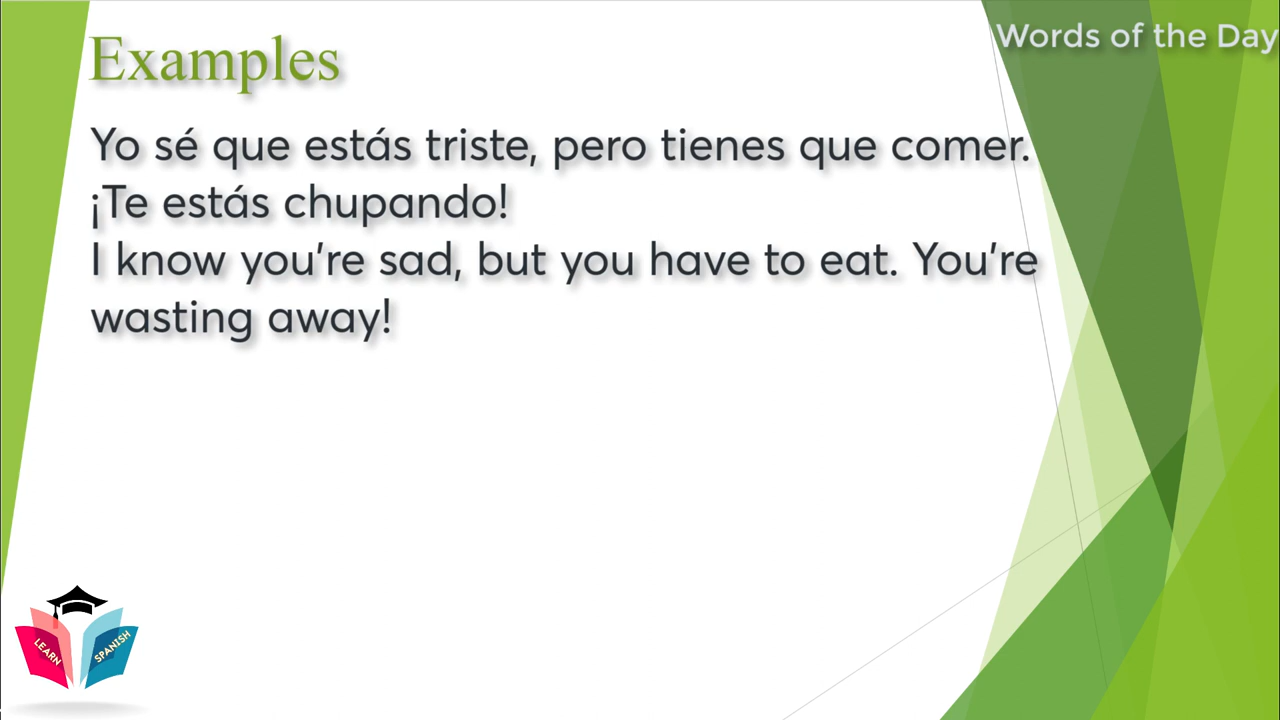 Words of the Day
Examples
Yo sé que estás triste, pero tienes que comer.
¡Te estás chupando!
I know you're sad, but you have to eat. You're
wasting away!
LEARN
SPANISH